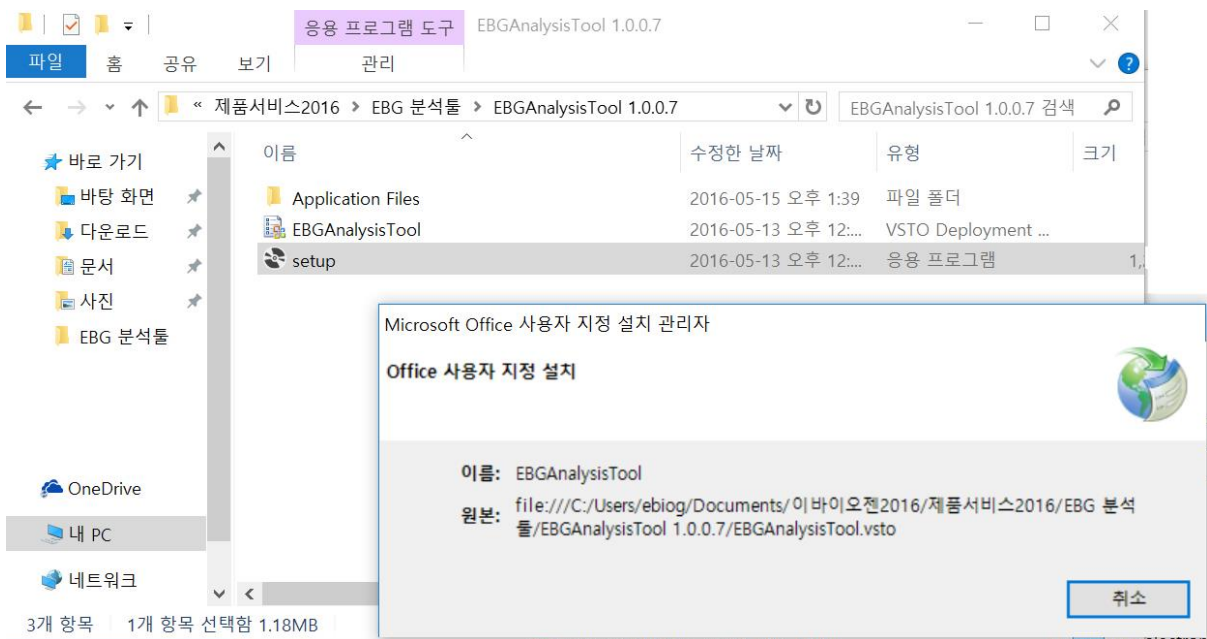 응용 프로그램 도구 EBGAnalysisTool 1.0.0.7
파일 홈 공유 보기 관리
« 제품서비스2016 > EBG 분석툴 > EBGAnalysisTool 1.0.0.7 EBGAnalysisTool 1.0.0.7 검색
바로 가기
바탕 화면
다운로드
문서
사진
EBG 분석툴
OneDrive
내 PC
네트워크
이름 수정한 날짜 유형 크기
Application Files 2016-05-15 오후 1:39 파일 폴더
EBGAnalysisTool 2016-05-13 오후 12:... VSTO Deployment ...
setup 2016-05-13 오후 12:... 응용 프로그램 1,
Microsoft Office 사용자 지정 설치 관리자
Office 사용자 지정 설치
이름: EBGAnalysisTool
원본: file:///C:/Users/ebiog/Documents/이바이오젠2016/제품서비스2016/EBG 분석
툴/EBGAnalysisTool 1.0.0.7/EBGAnalysisTool.vsto
취소
3개 항목 1개 항목 선택함 1.18MB